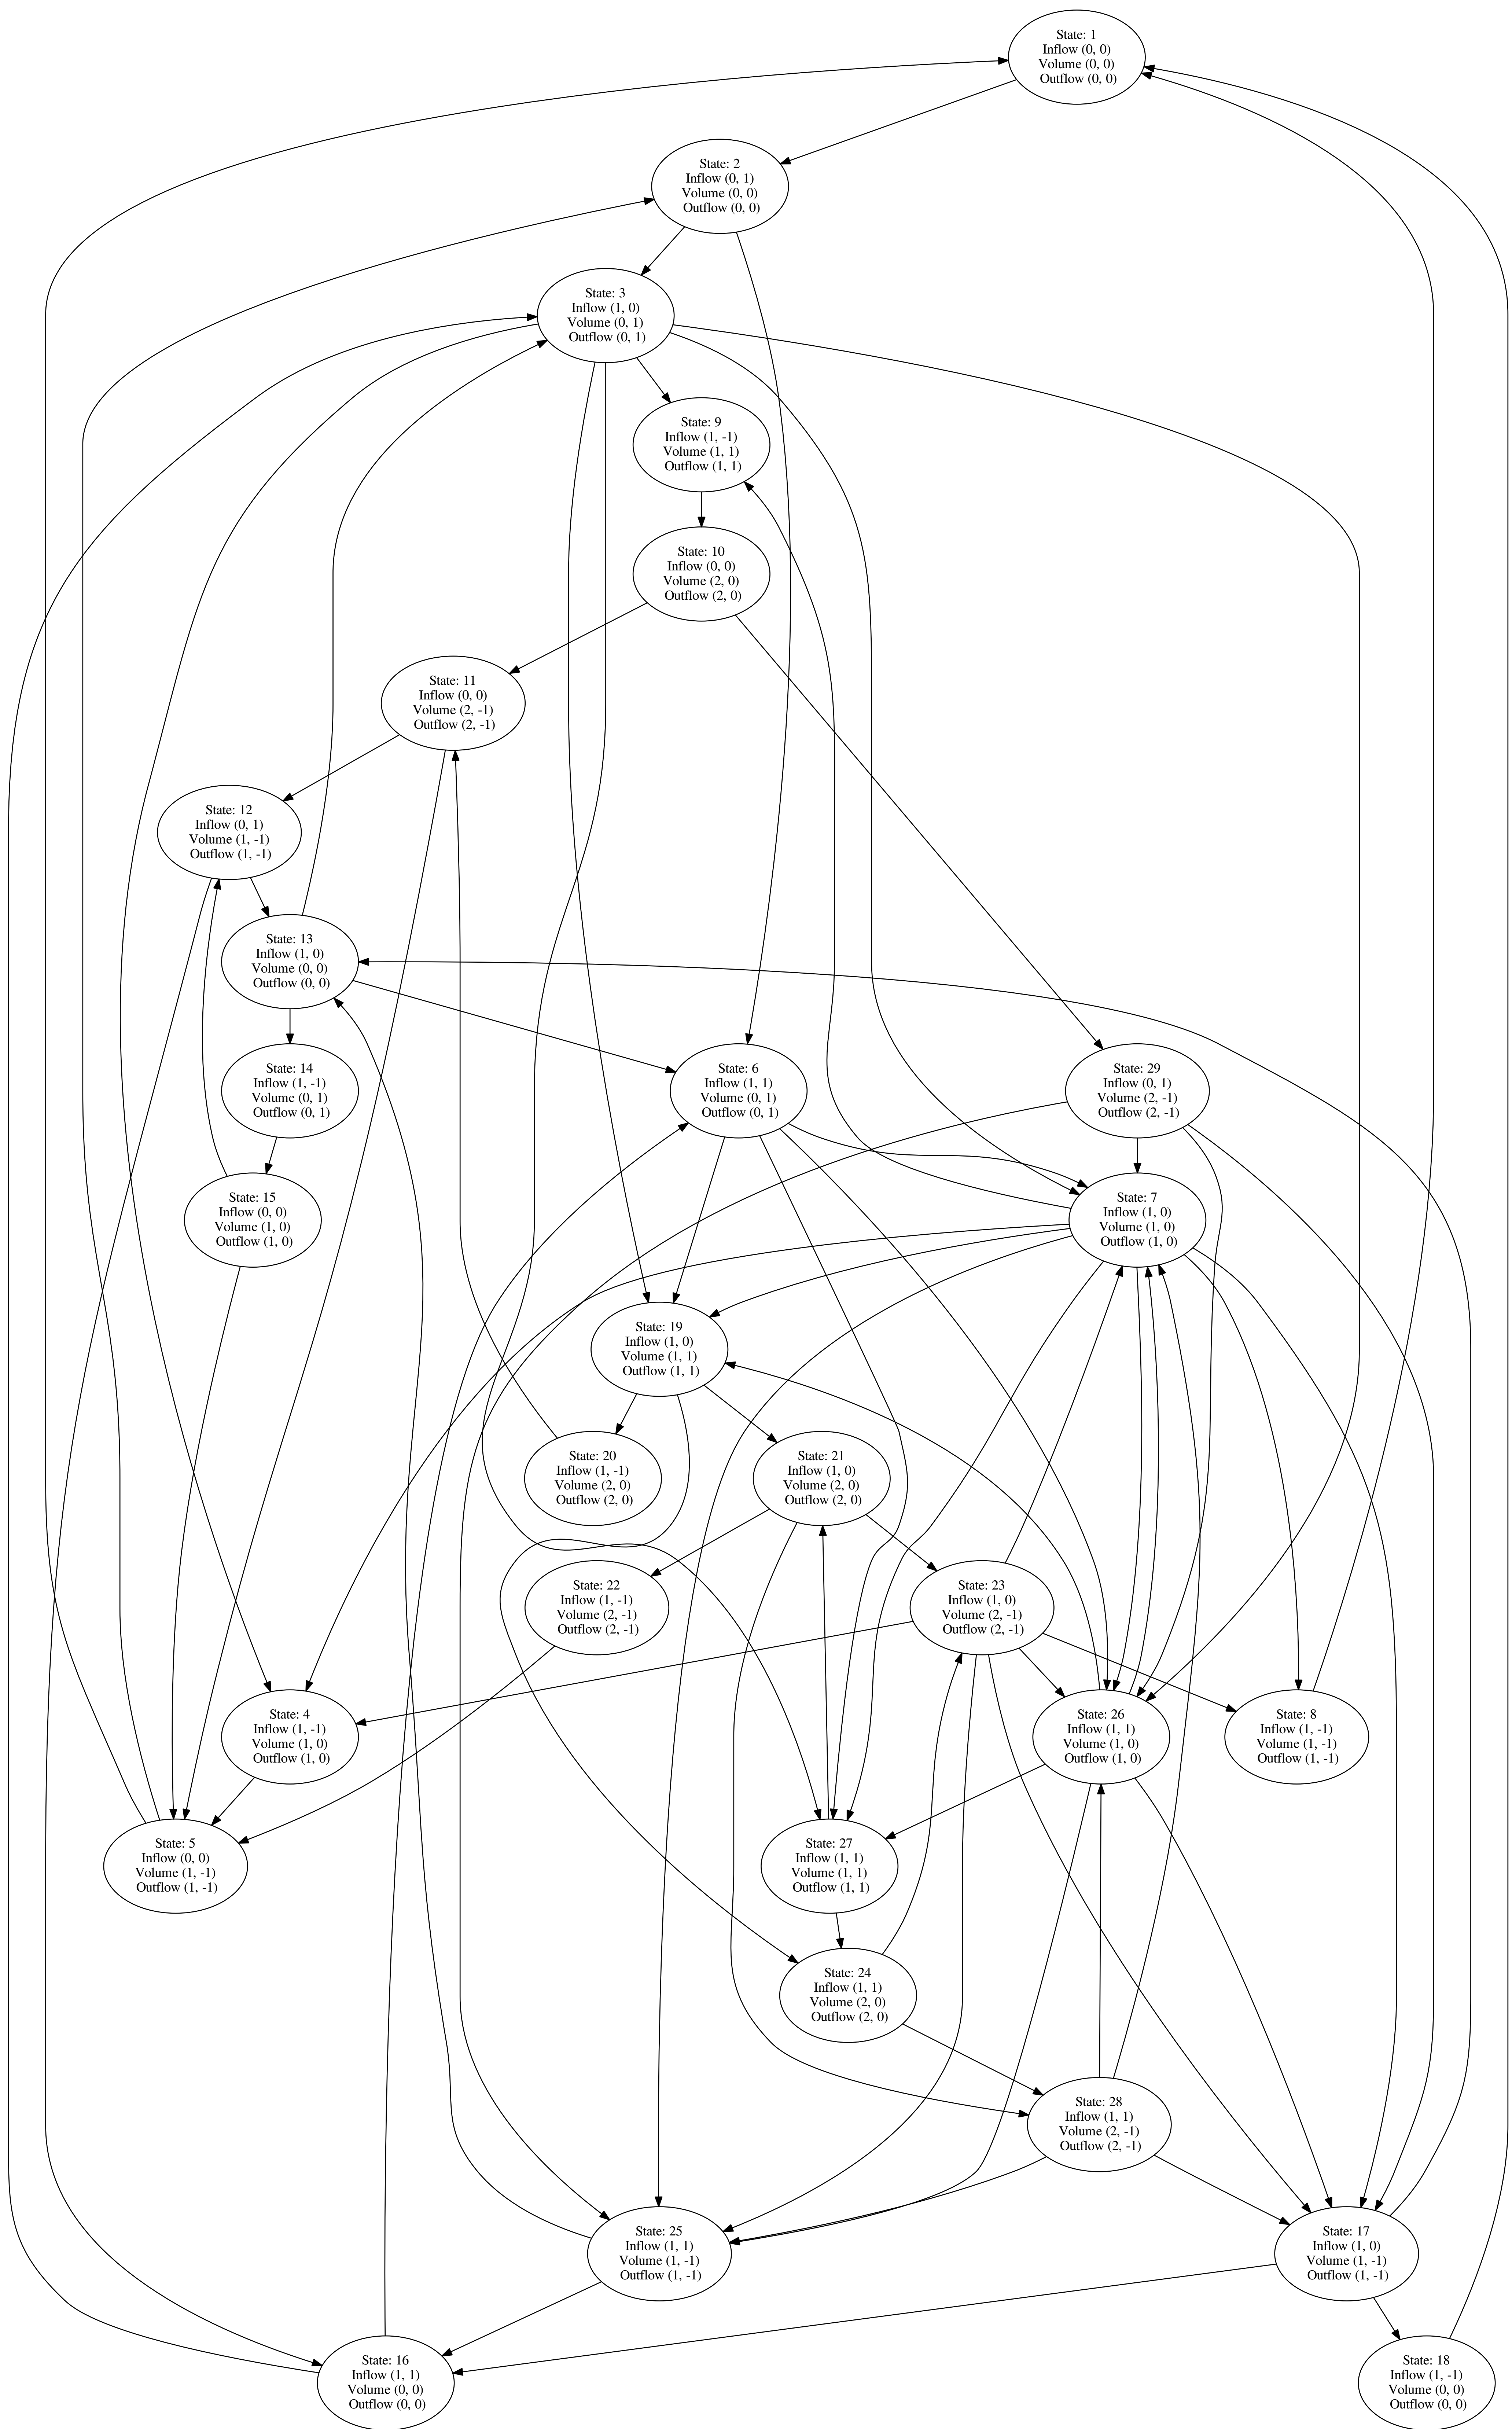 State: 1
Inflow (0, 0)
Volume (0, 0)
Outflow (0, 0)
State: 2
Inflow (0, 1)
Volume (0, 0)
Outflow (0, 0)
State: 3
Inflow (1, 0)
Volume (0, 1)
Outflow (0, 1)
State: 9
Inflow (1, -1)
Volume (1, 1)
Outflow (1, 1)
State: 10
Inflow (0, 0)
Volume (2, 0)
Outflow (2, 0)
State: 11
Inflow (0, 0)
Volume (2, -1)
Outflow (2, -1)
State: 12
Inflow (0, 1)
Volume (1, -1)
Outflow (1, -1)
State: 13
Inflow (1, 0)
Volume (0, 0)
Outflow (0, 0)
State: 14
Inflow (1, -1)
Volume (0, 1)
Outflow (0, 1)
State: 6
Inflow (1, 1)
Volume (0, 1)
Outflow (0, 1)
State: 29
Inflow (0, 1)
Volume (2, -1)
Outflow (2, -1)
State: 15
Inflow (0, 0)
Volume (1, 0)
Outflow (1, 0)
State: 7
Inflow (1, 0)
Volume (1, 0)
Outflow (1, 0)
State: 19
Inflow (1, 0)
Volume (1, 1)
Outflow (1, 1)
State: 20
Inflow (1, -1)
Volume (2, 0)
Outflow (2, 0)
State: 21
Inflow (1, 0)
Volume (2, 0)
Outflow (2, 0)
State: 22
Inflow (1, -1)
Volume (2, -1)
Outflow (2, -1)
State: 23
Inflow (1, 0)
Volume (2, -1)
Outflow (2, -1)
State: 4
Inflow (1, -1)
Volume (1, 0)
Outflow (1, 0)
State: 26
Inflow (1, 1)
Volume (1, 0)
Outflow (1, 0)
State: 8
Inflow (1, -1)
Volume (1, -1)
Outflow (1, -1)
State: 5
Inflow (0, 0)
Volume (1, -1)
Outflow (1, -1)
State: 27
Inflow (1, 1)
Volume (1, 1)
Outflow (1, 1)
State: 24
Inflow (1, 1)
Volume (2, 0)
Outflow (2, 0)
State: 28
Inflow (1, 1)
Volume (2, -1)
Outflow (2, -1)
State: 25
Inflow (1, 1)
Volume (1, -1)
Outflow (1, -1)
State: 17
Inflow (1, 0)
Volume (1, -1)
Outflow (1, -1)
State: 16
Inflow (1, 1)
Volume (0, 0)
Outflow (0, 0)
State: 18
Inflow (1, -1)
Volume (0, 0)
Outflow (0, 0)